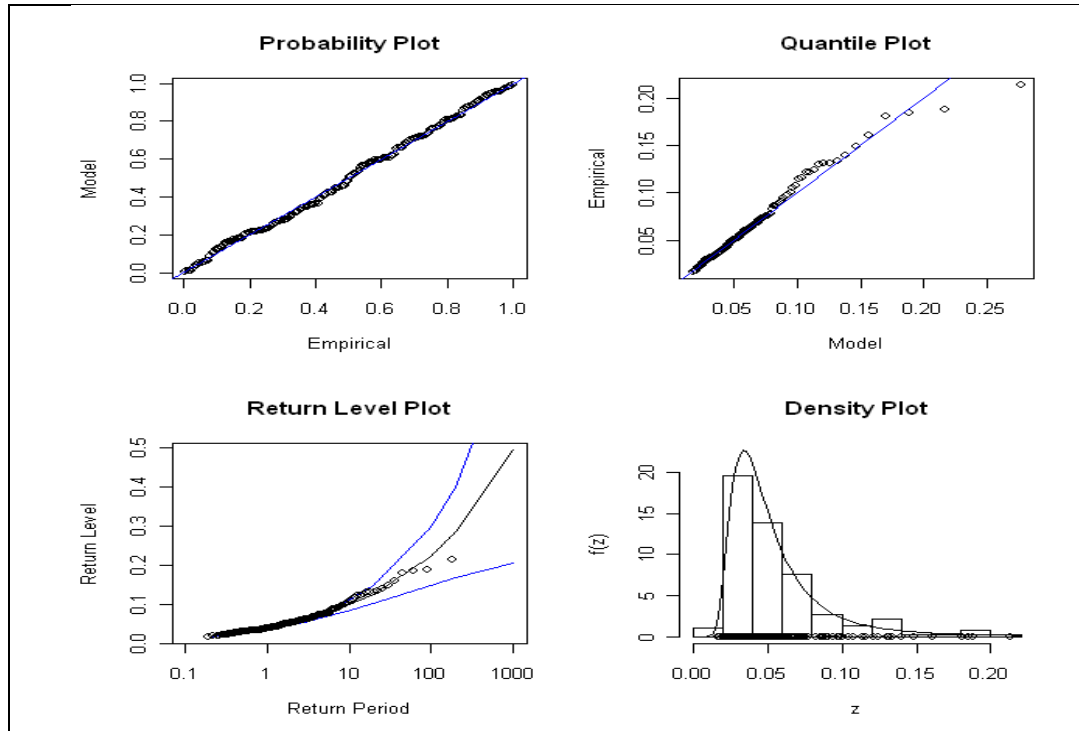 Probability Plot
Model
0.0 0.2 0.4 0.6 0.8 1.0
0.0 0.2 0.4 0.6 0.8 1.0
Empirical
Quantile Plot
Empirical
0.05 0.10 0.15 0.20
0.05 0.10 0.15 0.20 0.25
Model
Return Level Plot
Return Level
0.0 0.1 0.2 0.3 0.4 0.5
0.1 1 10 100 1000
Return Period
Density Plot
f(z)
0 5 10 15 20
0.00 0.05 0.10 0.15 0.20
z